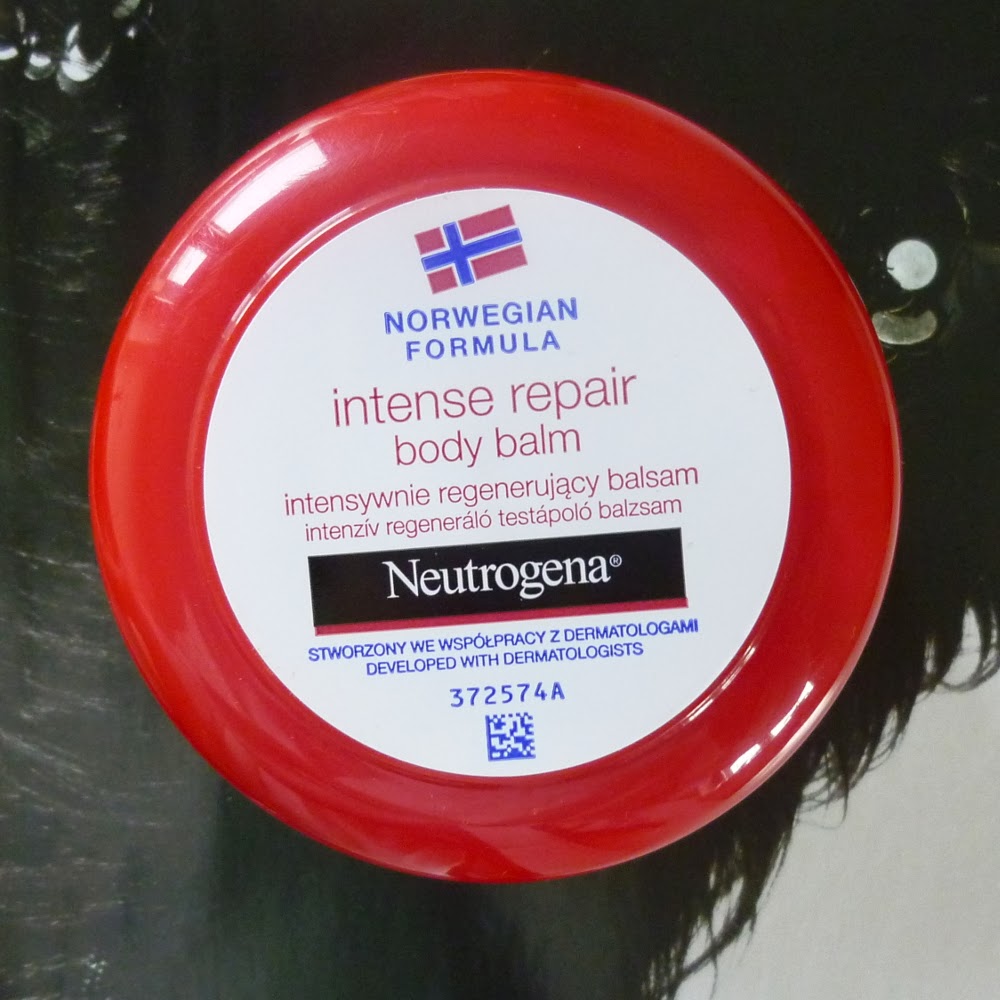 NORWEGIAN
FORMULA
intense repair
body balm
intensywnie regenerujący balsam
intenzív regeneráló testápoló balzsam
Neutrogena®
STWORZONY WE WSPÓŁPRACY Z DERMATOLOGAMI
DEVELOPED WITH DERMATOLOGISTS
372574A